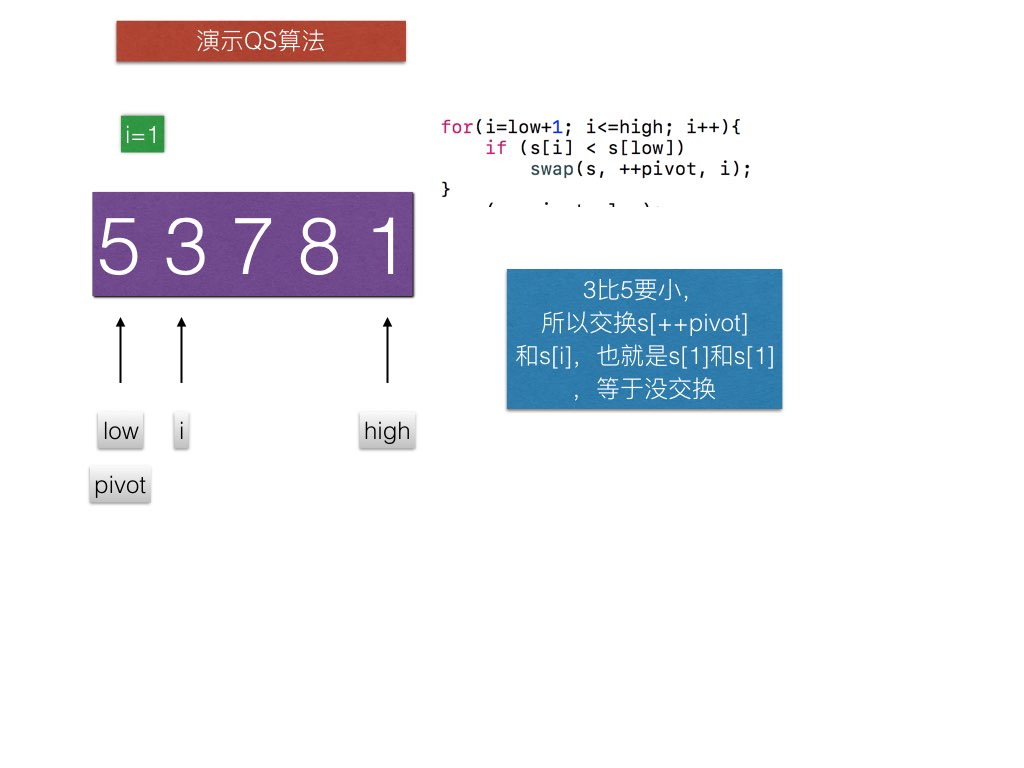 演示QS算法
i=1
for(i=low+1; i<=high; i++){
if (s[i] < s[low])
swap(s, ++pivot, i);
}
5 3 7 8 1
3比5要小，
所以交换s[++pivot]
和s[i]，也就是s[1]和s[1]
，等于没交换
low
i
high
pivot